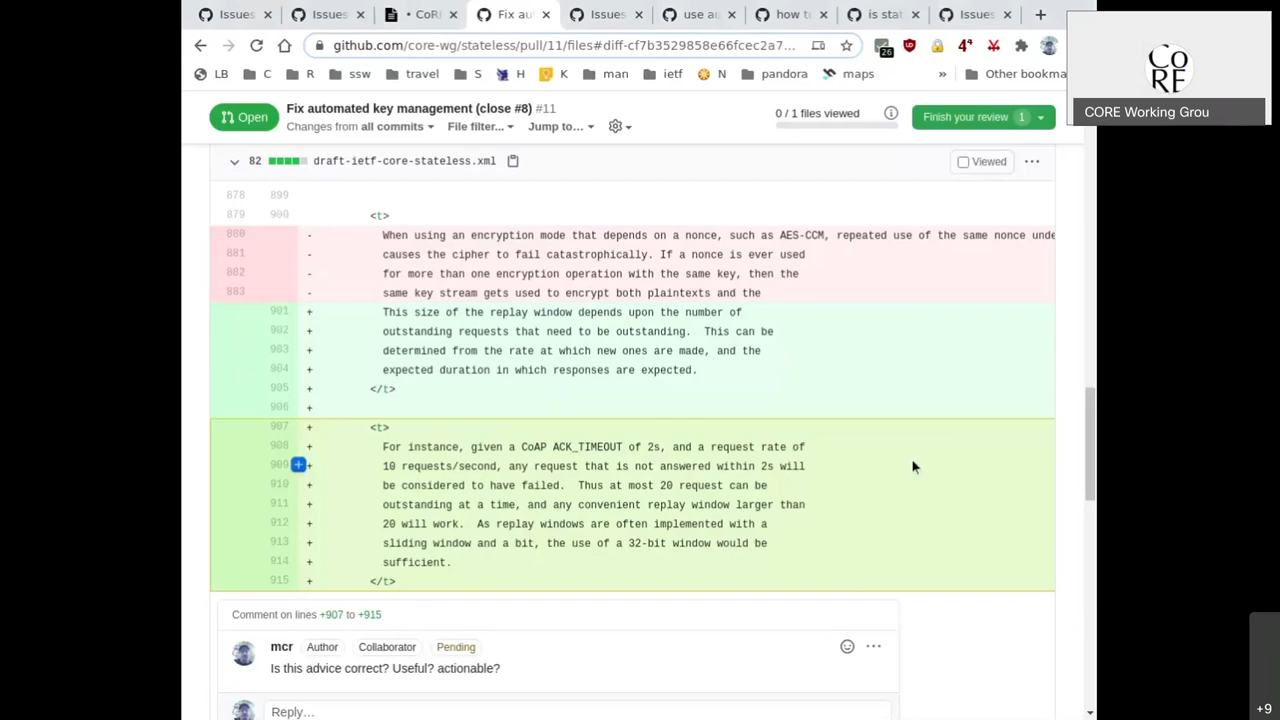 Issues
Issues
• CoRE
Fix au
Issues
use au
how t
is stat
Issues
github.com/core-wg/stateless/pull/11/files#diff-cf7b3529858e66fcec2a7...
26
4⁴
LB
C
R
ssw
travel
S
H
K
man
ietf
N
pandora
maps
»
Other bookma
CORE
CORE Working Grou
Open
Fix automated key management (close #8) #11
Changes from all commits
File filter...
Jump to...
0 / 1 files viewed
Finish your review 1
82
draft-ietf-core-stateless.xml
Viewed
878 899
879 900 <t>
880 - When using an encryption mode that depends on a nonce, such as AES-CCM, repeated use of the same nonce unde
881 - causes the cipher to fail catastrophically. If a nonce is ever used
882 - for more than one encryption operation with the same key, then the
883 - same key stream gets used to encrypt both plaintexts and the
901 + This size of the replay window depends upon the number of
902 + outstanding requests that need to be outstanding. This can be
903 + determined from the rate at which new ones are made, and the
904 + expected duration in which responses are expected.
905 + </t>
906 +
907 + <t>
908 + For instance, given a CoAP ACK_TIMEOUT of 2s, and a request rate of
909 + 10 requests/second, any request that is not answered within 2s will
910 + be considered to have failed. Thus at most 20 request can be
911 + outstanding at a time, and any convenient replay window larger than
912 + 20 will work. As replay windows are often implemented with a
913 + sliding window and a bit, the use of a 32-bit window would be
914 + sufficient.
915 + </t>
Comment on lines +907 to +915
mcr Author Collaborator Pending
Is this advice correct? Useful? actionable?
Reply...
+9